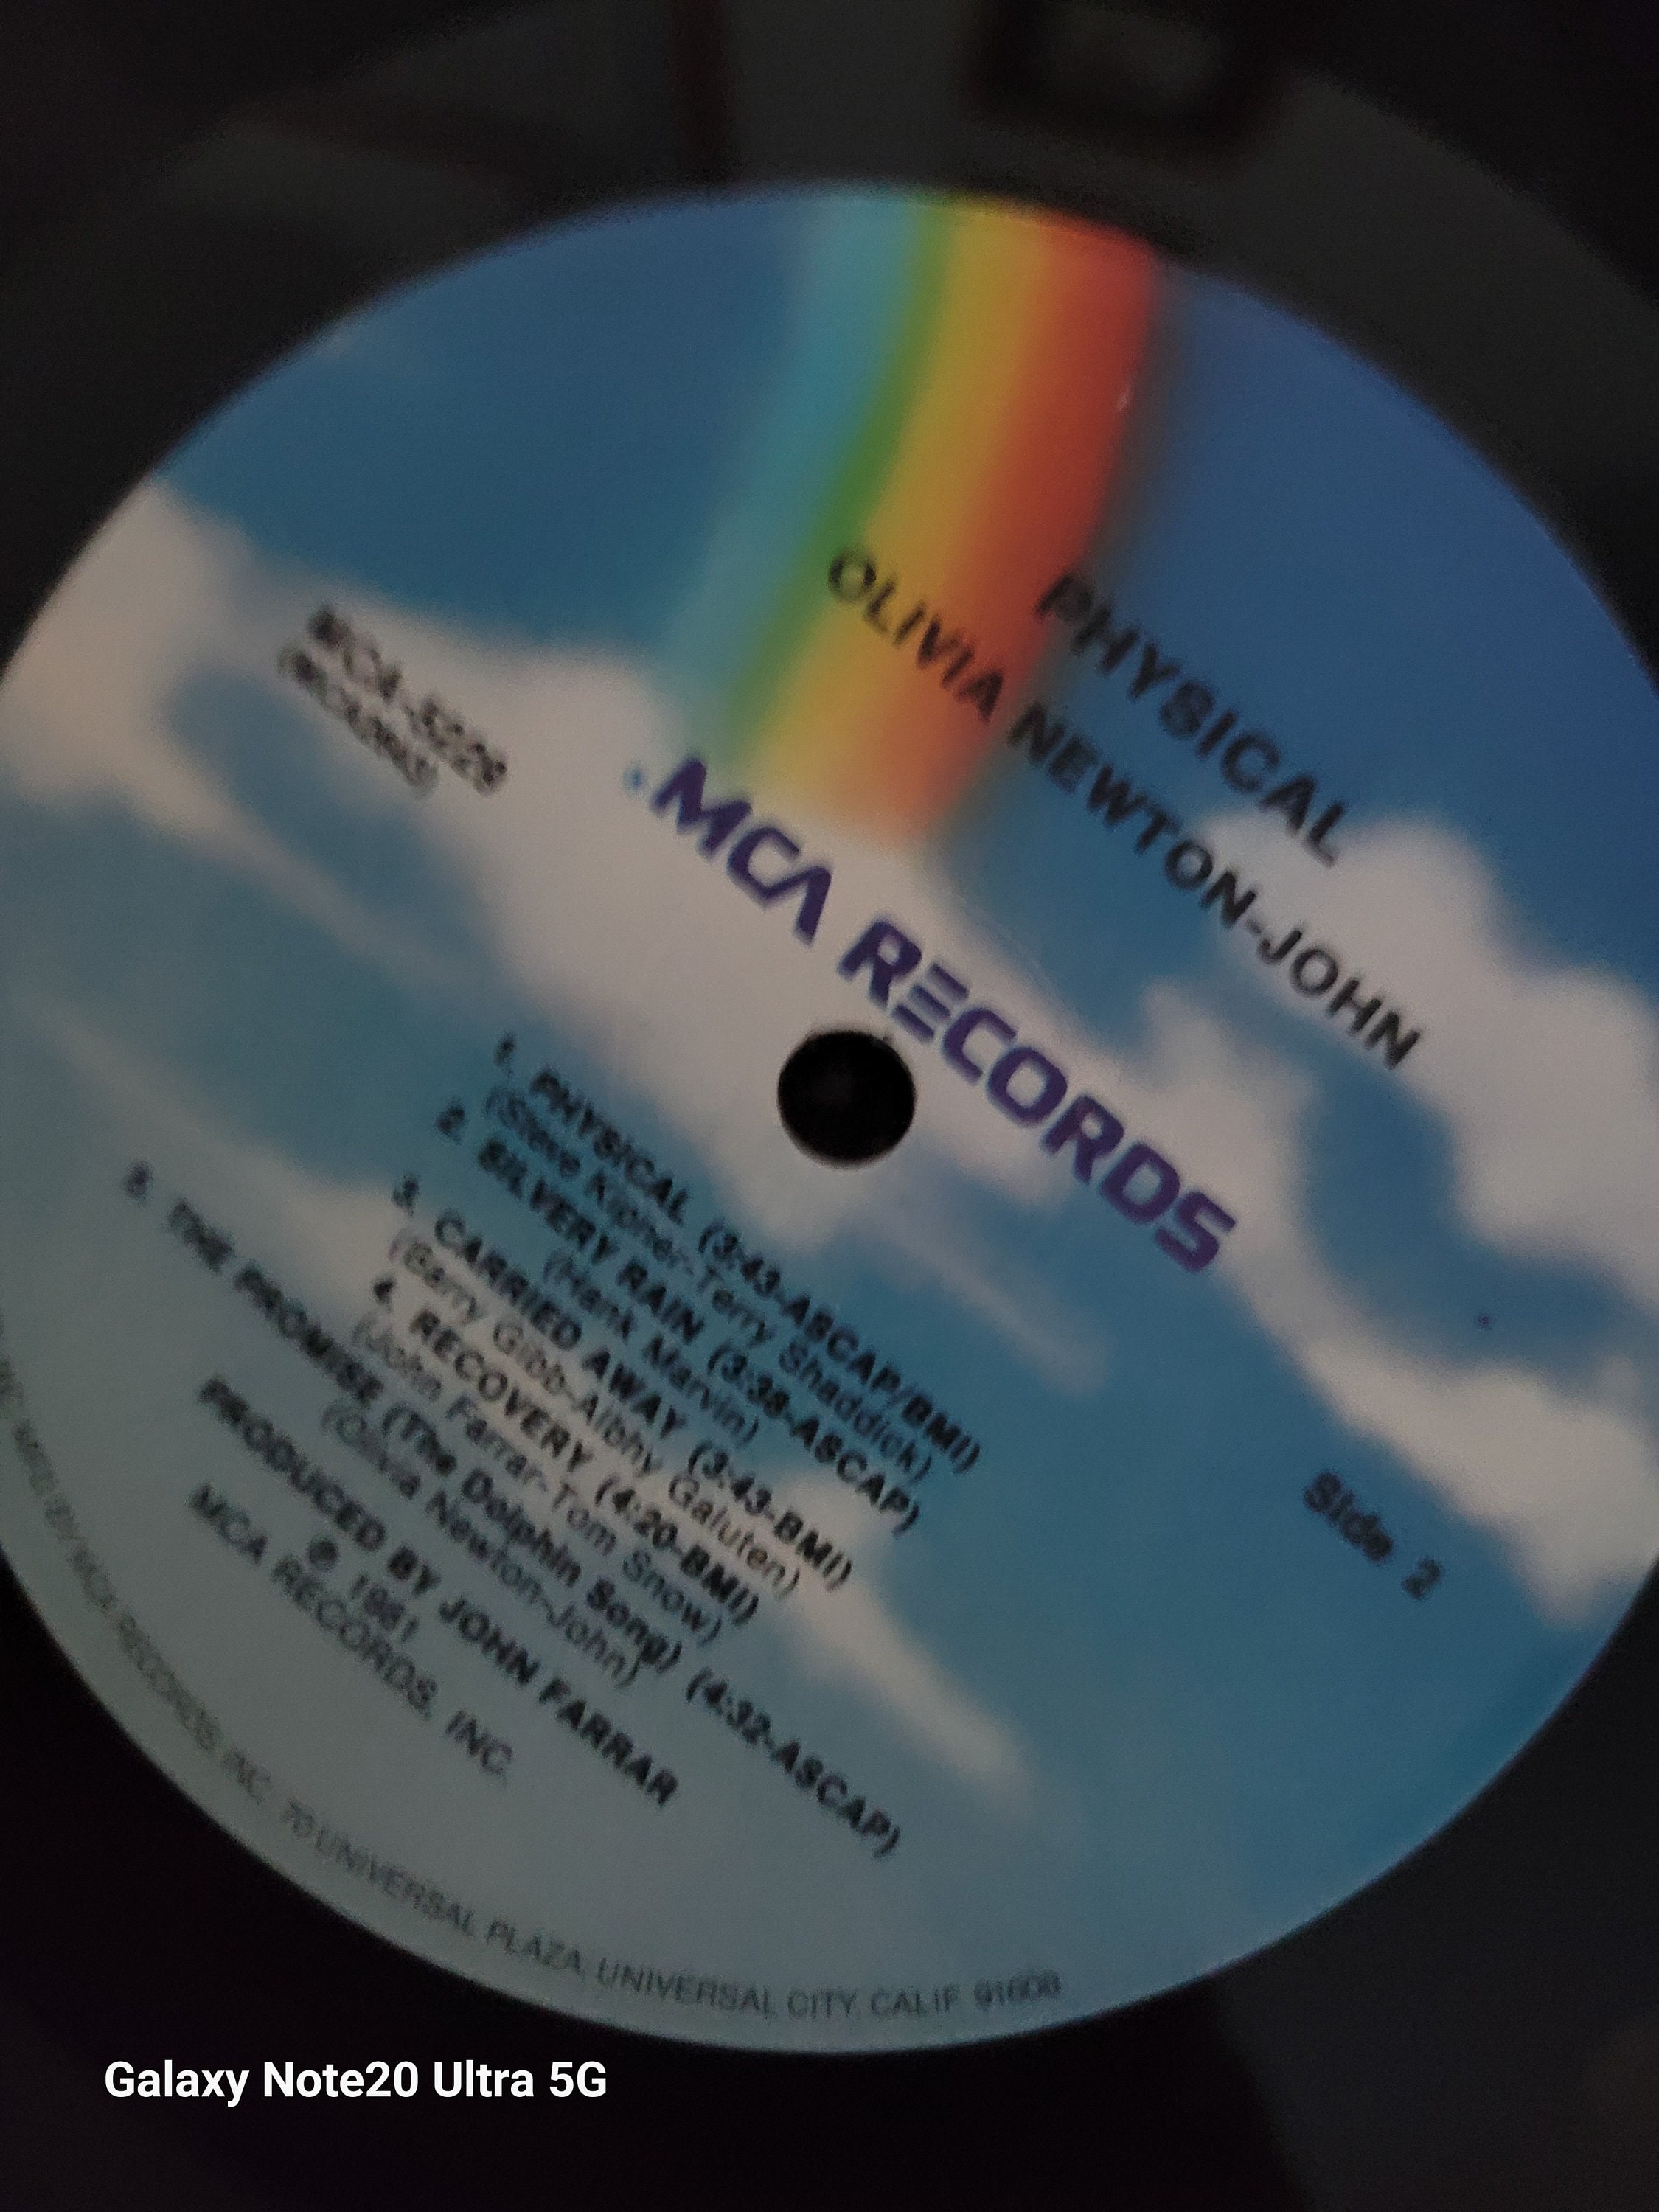 PHYSICAL
OLIVIA NEWTON-JOHN
MCA-5229
MCA RECORDS
Side 2
1. PHYSICAL (3:43-ASCAP/BMI)
(Steve Kipner-Terry Shaddick)
2. SILVERY RAIN (3:38-ASCAP)
(Hank Marvin)
3. CARRIED AWAY (3:43-BMI)
(Barry Gibb-Albhy Galuten)
4. RECOVERY (4:20-BMI)
(John Farrar-Tom Snow)
5. THE PROMISE (The Dolphin Song) (4:32-ASCAP)
(Olivia Newton-John)
PRODUCED BY JOHN FARRAR
℗ 1981
MCA RECORDS, INC.
BY MCA RECORDS, INC. 70 UNIVERSAL PLAZA, UNIVERSAL CITY, CALIF. 91608
Galaxy Note20 Ultra 5G